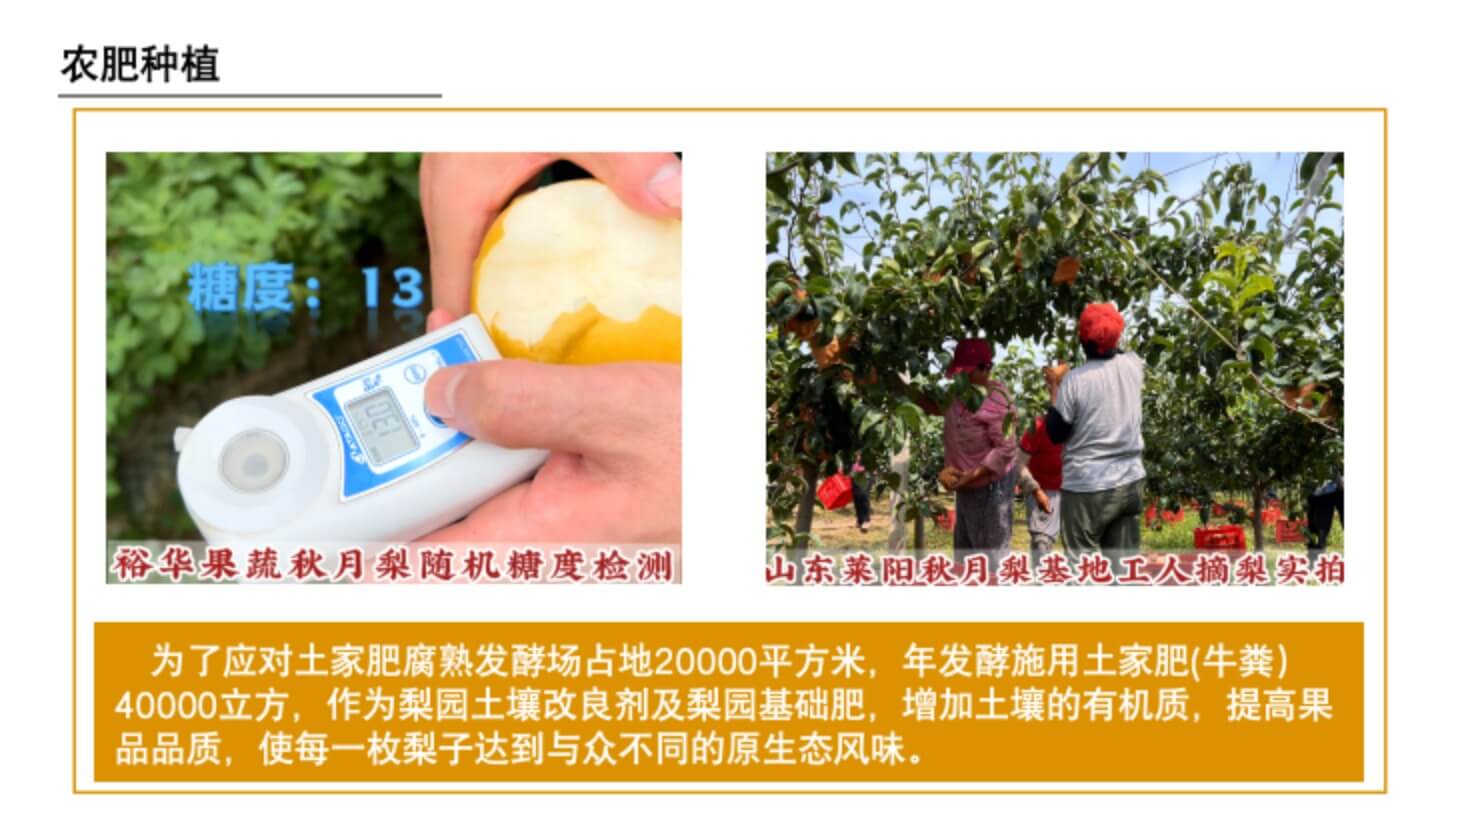 农肥种植
糖度：13
裕华果蔬秋月梨随机糖度检测
山东莱阳秋月梨基地工人摘梨实拍
为了应对土家肥腐熟发酵场占地20000平方米，年发酵施用土家肥(牛粪）
40000立方，作为梨园土壤改良剂及梨园基础肥，增加土壤的有机质，提高果
品品质，使每一枚梨子达到与众不同的原生态风味。